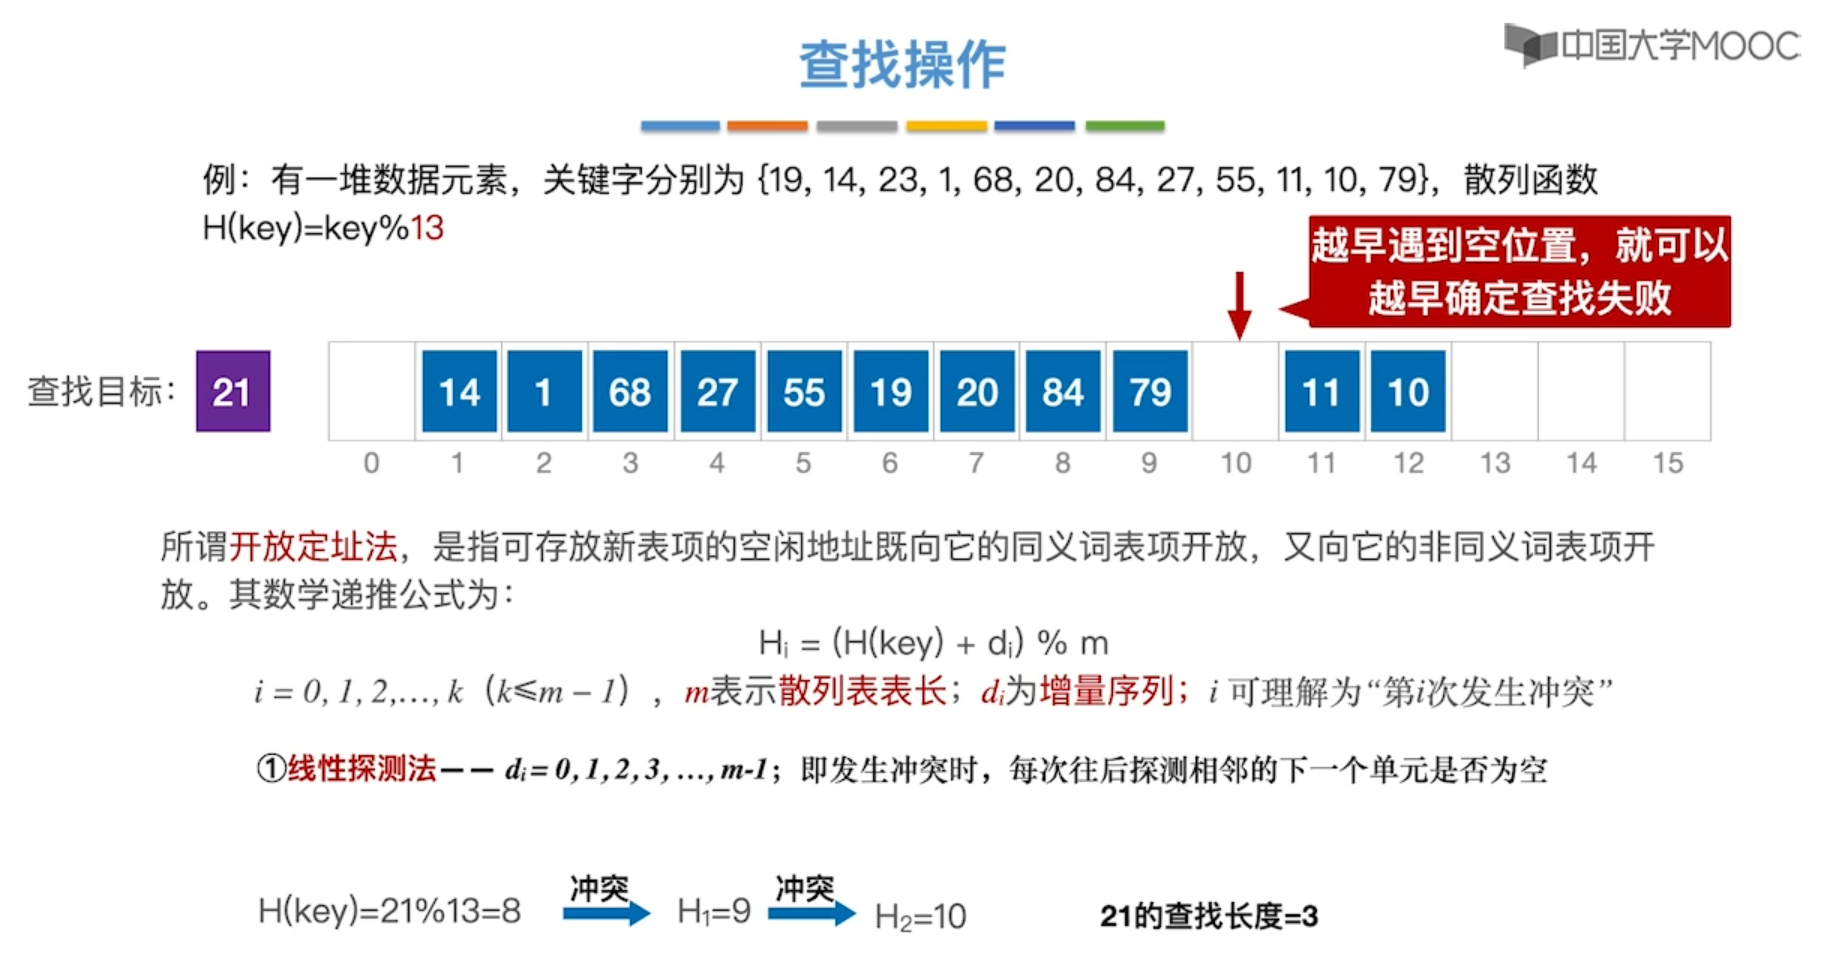 查找操作
中国大学MOOC
例：有一堆数据元素，关键字分别为 {19, 14, 23, 1, 68, 20, 84, 27, 55, 11, 10, 79}，散列函数
H(key)=key%13
越早遇到空位置，就可以
越早确定查找失败
查找目标： 21
14 1 68 27 55 19 20 84 79 11 10
0 1 2 3 4 5 6 7 8 9 10 11 12 13 14 15
所谓开放定址法，是指可存放新表项的空闲地址既向它的同义词表项开放，又向它的非同义词表项开
放。其数学递推公式为：
Hᵢ = (H(key) + dᵢ) % m
i = 0, 1, 2,…, k（k≤m − 1），m表示散列表表长；dᵢ为增量序列；i 可理解为“第i次发生冲突”
①线性探测法—— dᵢ = 0, 1, 2, 3, …, m-1；即发生冲突时，每次往后探测相邻的下一个单元是否为空
H(key)=21%13=8 冲突 H₁=9 冲突 H₂=10 21的查找长度=3